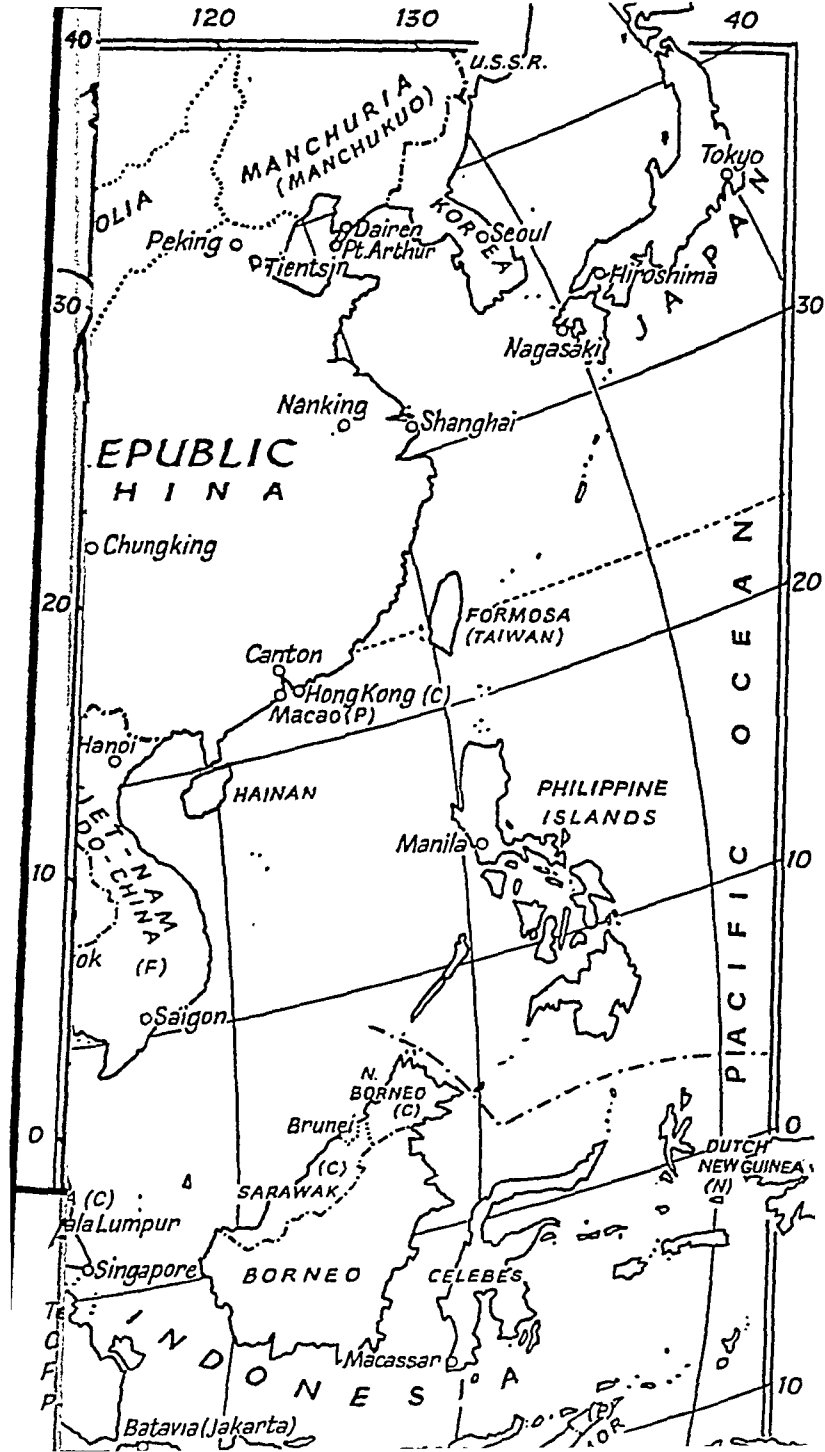 120
130
40
40
U.S.S.R.
MANCHURIA
(MANCHUKUO)
Tokyo
OLIA
KOREA
Peking
Dairen
Seoul
Pt. Arthur
Tientsin
Hiroshima
JAPAN
30
30
Nagasaki
Nanking
Shanghai
EPUBLIC
HINA
Chungking
20
20
FORMOSA
(TAIWAN)
Canton
Hong Kong (C)
Macao (P)
Hanoi
HAINAN
PHILIPPINE
ISLANDS
Manila
PACIFIC OCEAN
IET-NAM
DO-CHINA
(F)
10
10
ok
Saigon
N.
BORNEO
(C)
Brunei
(C)
SARAWAK
0
0
DUTCH
NEW GUINEA
(N)
A (C)
ala Lumpur
Singapore
BORNEO
CELEBES
INDONESIA
Macassar
10
(P)
Batavia (Jakarta)